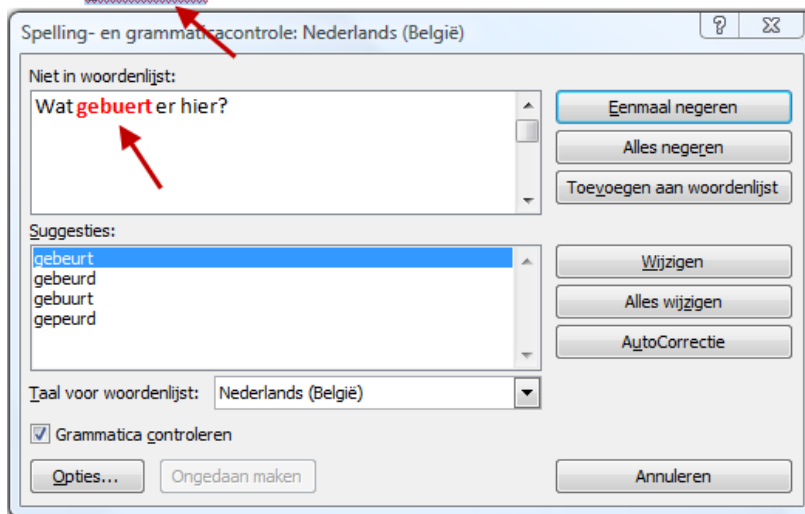 Spelling- en grammaticacontrole: Nederlands (België)
Niet in woordenlijst:
Wat gebuert er hier?
Eenmaal negeren
Alles negeren
Toevoegen aan woordenlijst
Suggesties:
gebeurt
gebeurd
gebuurt
gepeurd
Wijzigen
Alles wijzigen
AutoCorrectie
Taal voor woordenlijst: Nederlands (België)
Grammatica controleren
Opties... Ongedaan maken Annuleren